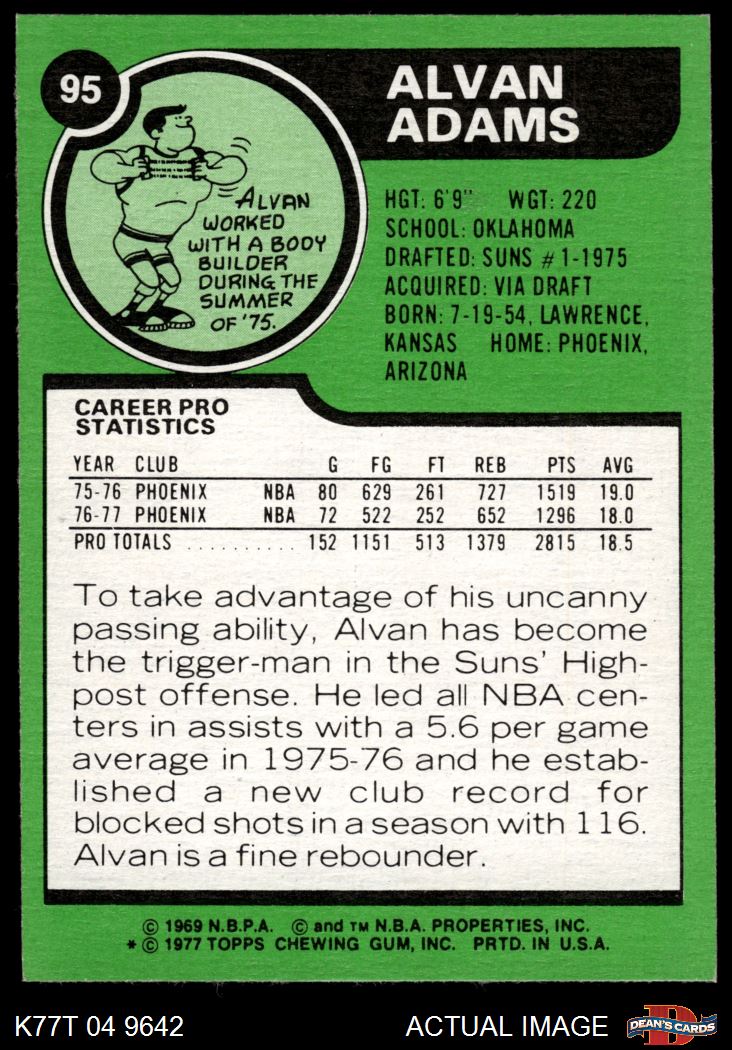 95
ALVAN
ADAMS
ALVAN
WORKED
WITH A BODY
BUILDER
DURING THE
SUMMER
OF '75.
HGT: 6'9" WGT: 220
SCHOOL: OKLAHOMA
DRAFTED: SUNS #1-1975
ACQUIRED: VIA DRAFT
BORN: 7-19-54, LAWRENCE,
KANSAS HOME: PHOENIX,
ARIZONA
CAREER PRO
STATISTICS
YEAR CLUB G FG FT REB PTS AVG
75-76 PHOENIX NBA 80 629 261 727 1519 19.0
76-77 PHOENIX NBA 72 522 252 652 1296 18.0
PRO TOTALS .......... 152 1151 513 1379 2815 18.5
To take advantage of his uncanny
passing ability, Alvan has become
the trigger-man in the Suns' High-
post offense. He led all NBA cen-
ters in assists with a 5.6 per game
average in 1975-76 and he estab-
lished a new club record for
blocked shots in a season with 116.
Alvan is a fine rebounder.
© 1969 N.B.P.A. © and TM N.B.A. PROPERTIES, INC.
* © 1977 TOPPS CHEWING GUM, INC. PRTD. IN U.S.A.
K77T 04 9642 ACTUAL IMAGE D DEAN'S CARDS